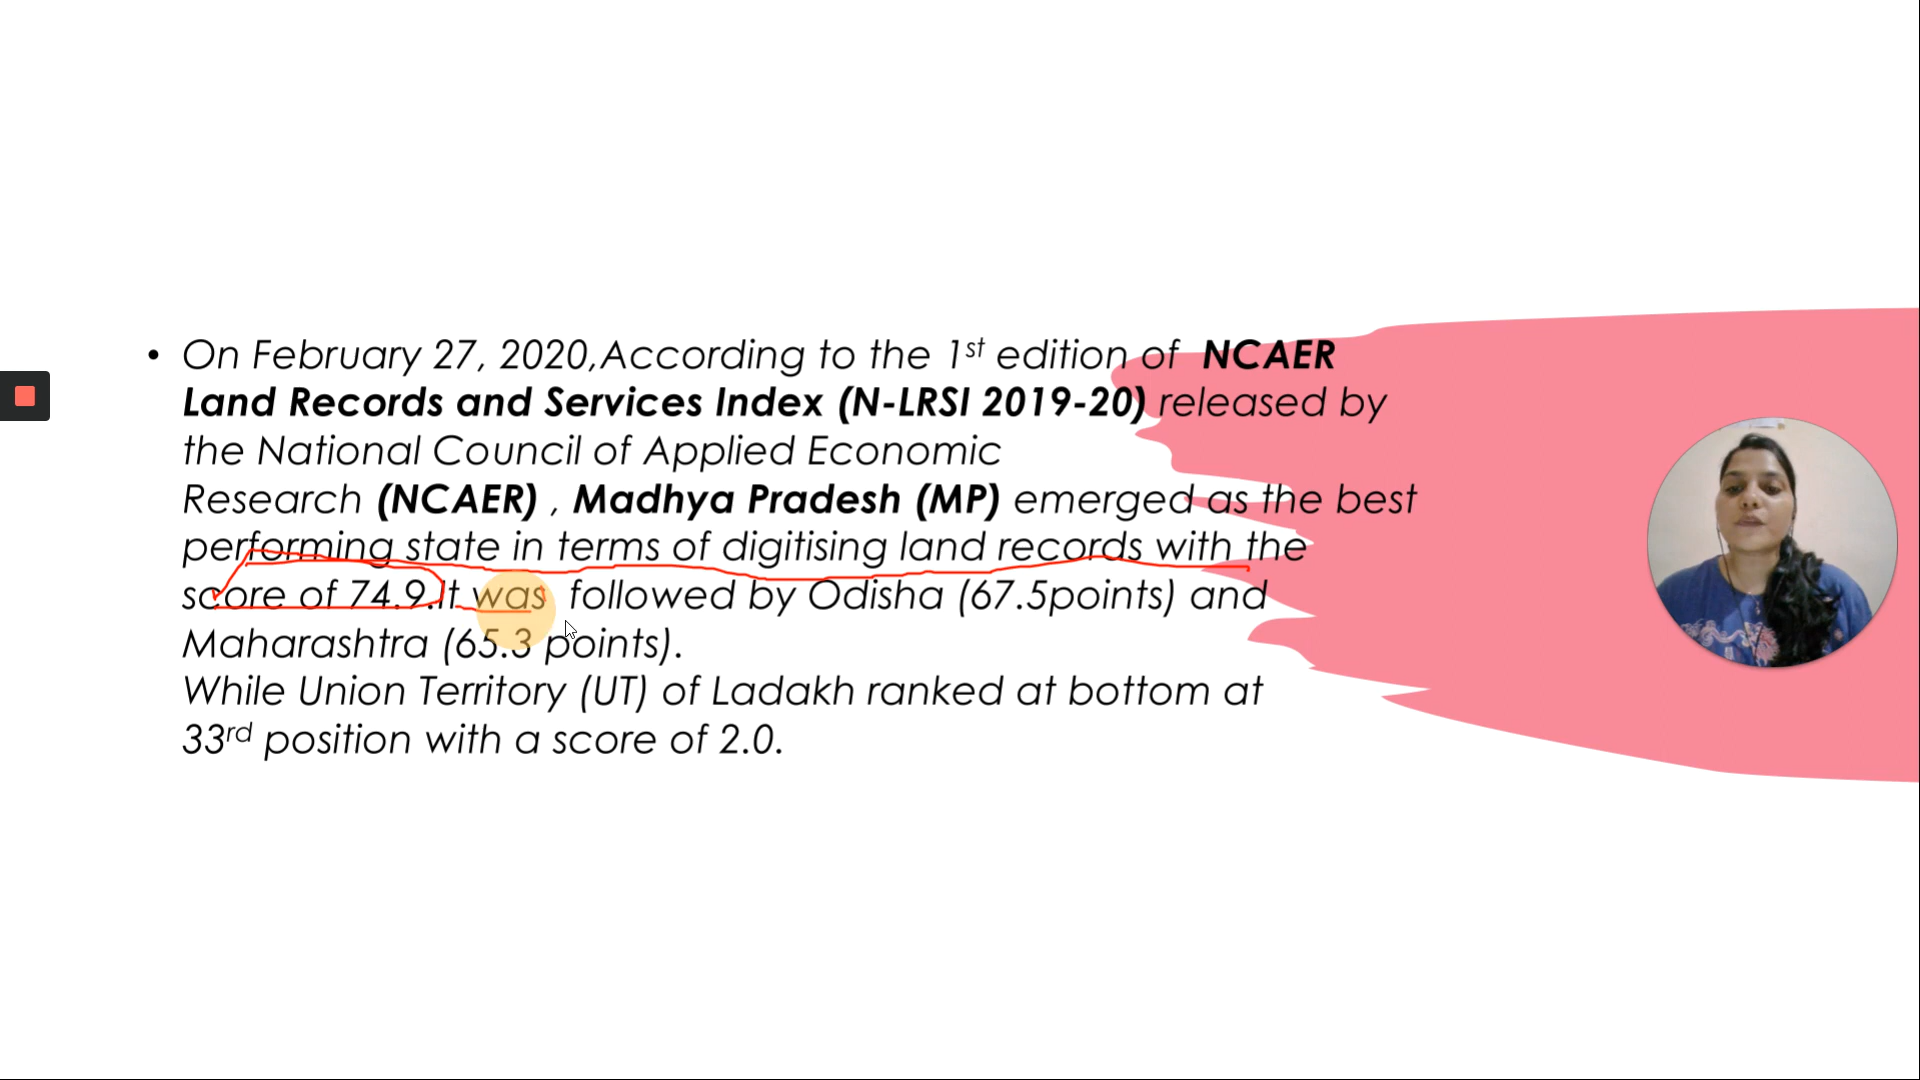 • On February 27, 2020,According to the 1st edition of NCAER
Land Records and Services Index (N-LRSI 2019-20) released by
the National Council of Applied Economic
Research (NCAER) , Madhya Pradesh (MP) emerged as the best
performing state in terms of digitising land records with the
score of 74.9.It was followed by Odisha (67.5points) and
Maharashtra (65.3 points).
While Union Territory (UT) of Ladakh ranked at bottom at
33rd position with a score of 2.0.